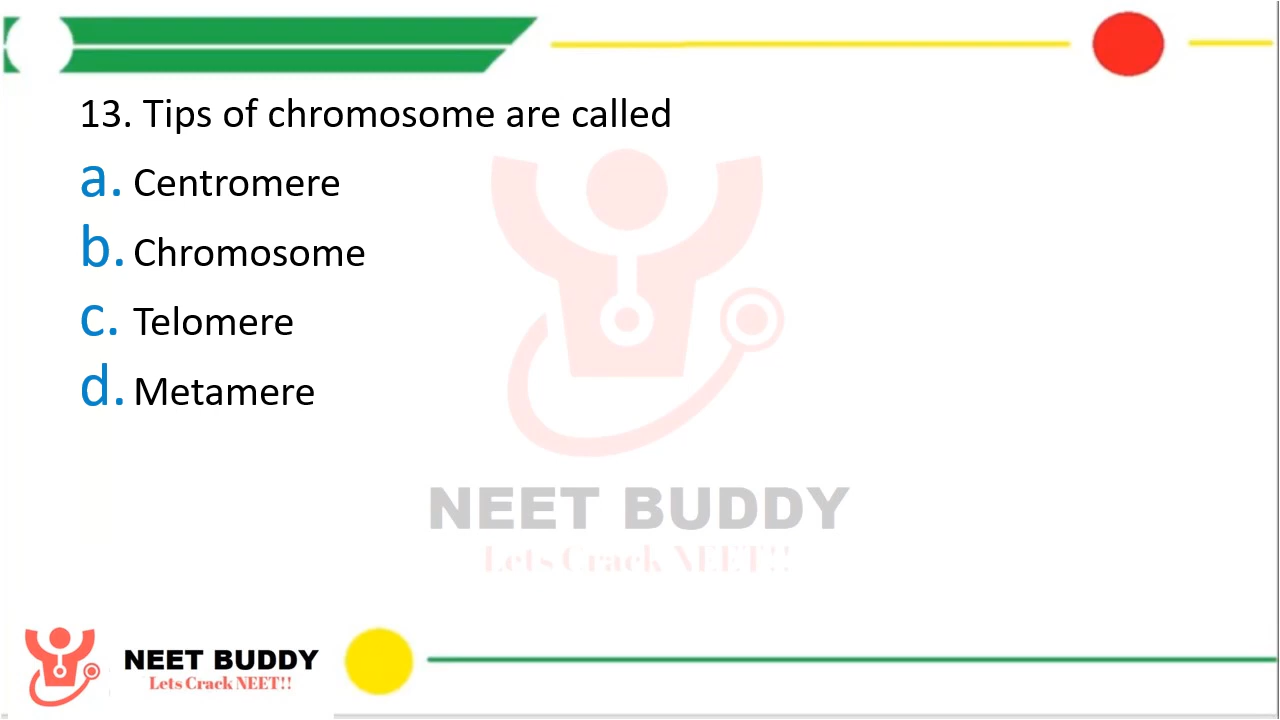 13. Tips of chromosome are called
a. Centromere
b. Chromosome
c. Telomere
d. Metamere
NEET BUDDY
Lets Crack NEET!!
NEET BUDDY
Lets Crack NEET!!